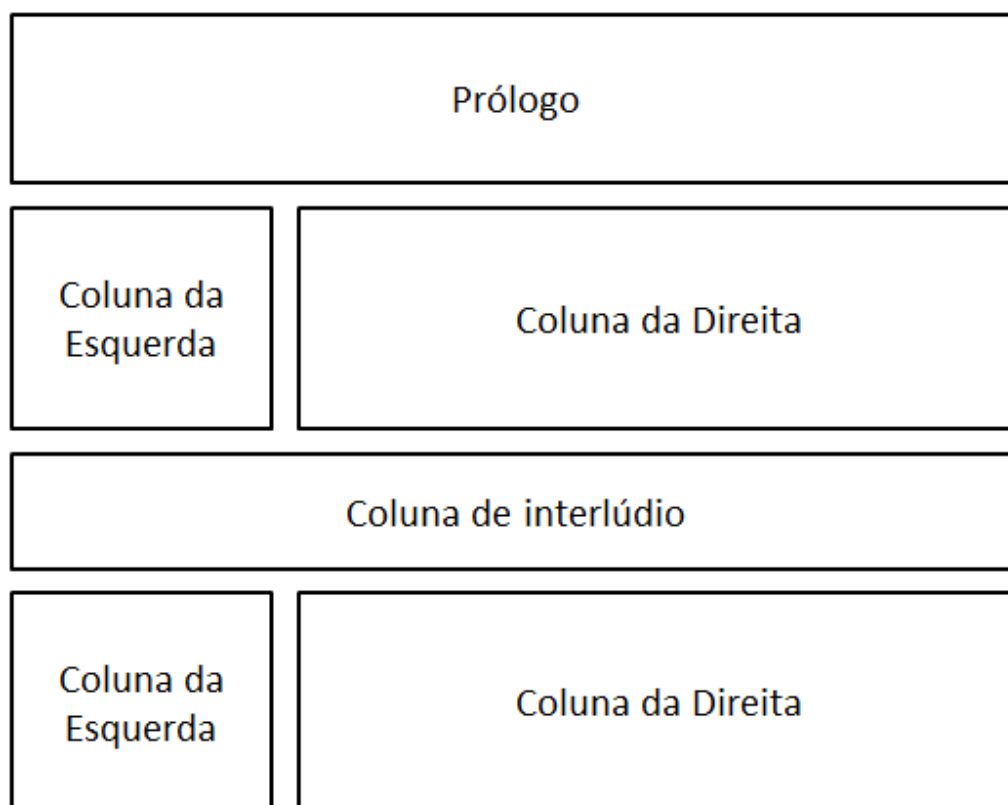 Prólogo
Coluna da
Esquerda
Coluna da Direita
Coluna de interlúdio
Coluna da
Esquerda
Coluna da Direita